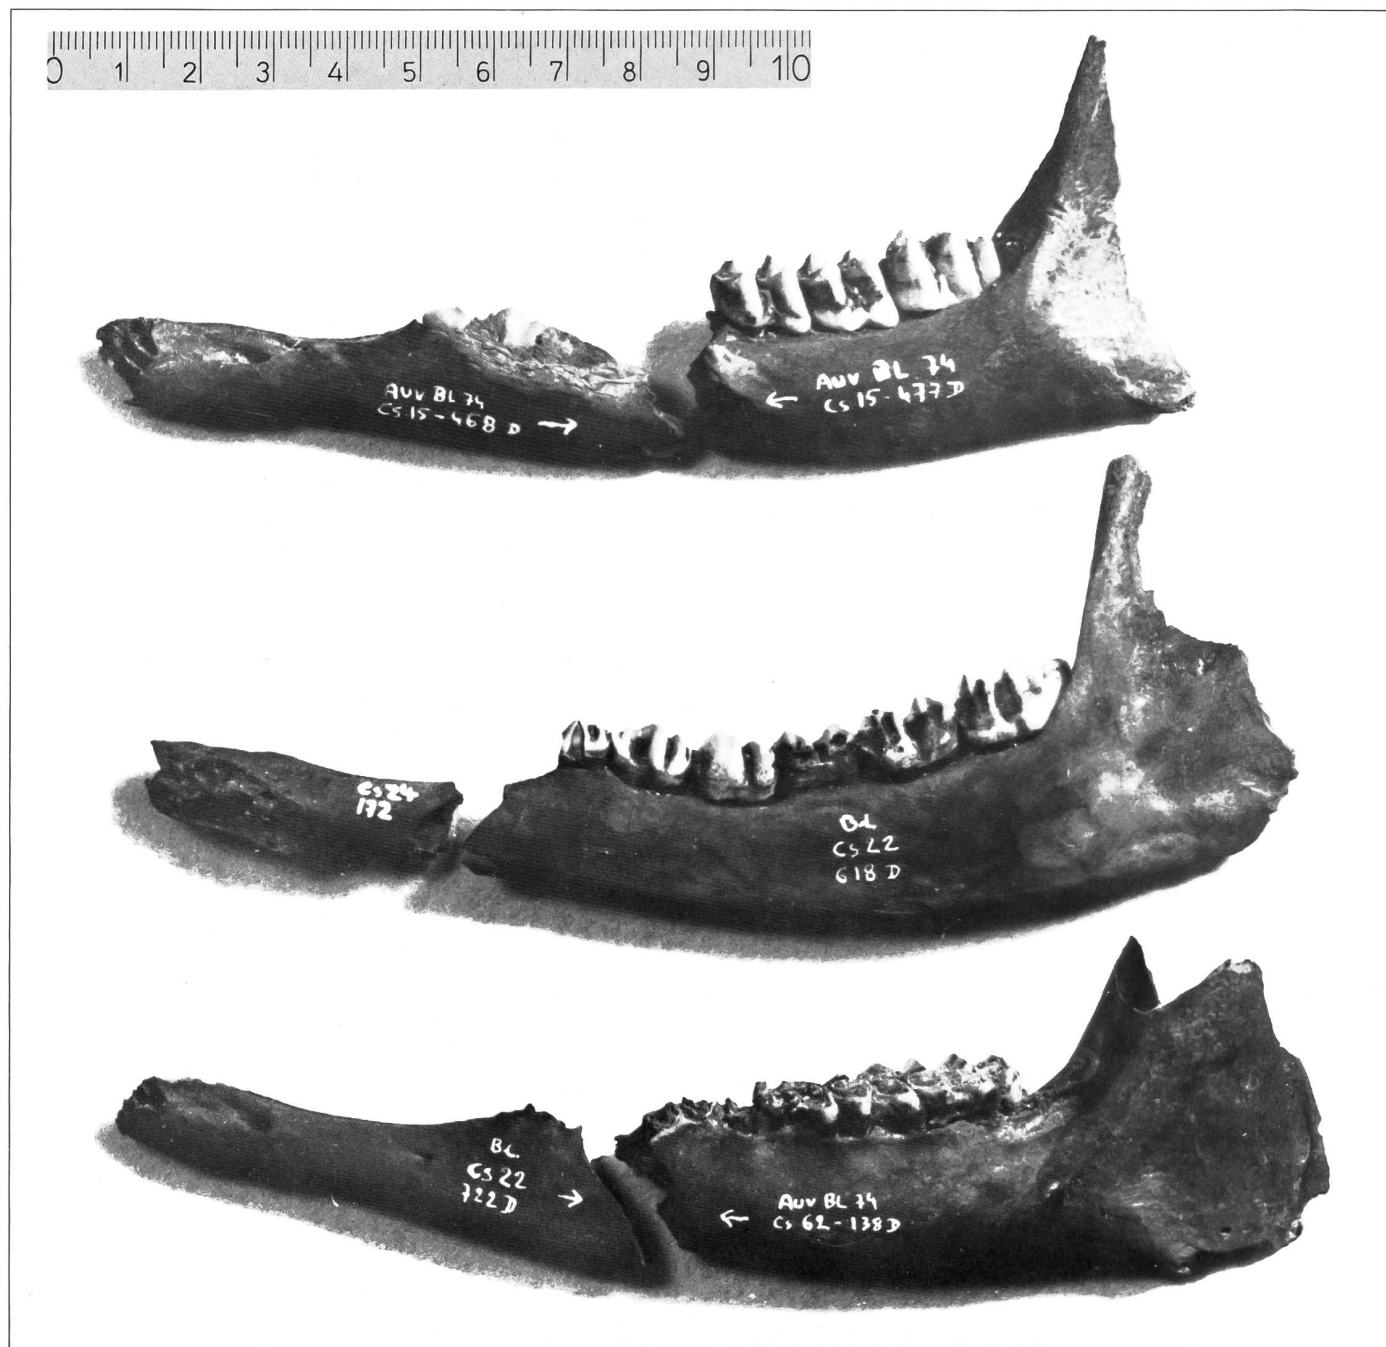 0 1 2 3 4 5 6 7 8 9 10
Auv BL 74
Cs 15-468 D →
Auv BL 74
← Cs 15-477 D
Cs 24
172
BL
Cs 22
618 D
BL
Cs 22
722 D →
Auv BL 74
← Cs 62-138 D